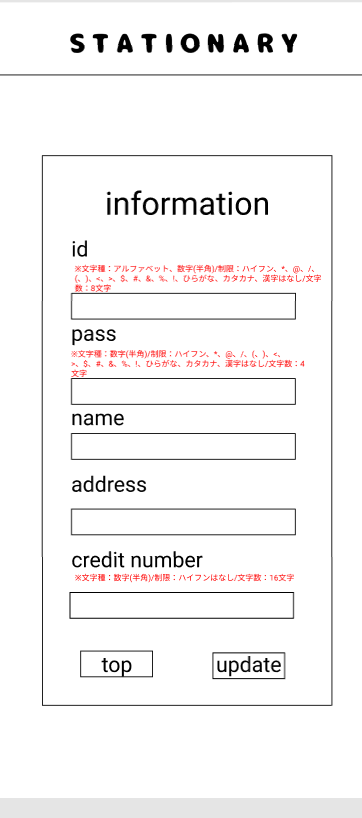 STATIONARY
information
id
※文字種：アルファベット、数字(半角)/制限：ハイフン、*、@、/、
(、)、<、>、$、#、&、%、!、ひらがな、カタカナ、漢字はなし/文字
数：8文字
pass
※文字種：数字(半角)/制限：ハイフン、*、@、/、(、)、<、
>、$、#、&、%、!、ひらがな、カタカナ、漢字はなし/文字数：4
文字
name
address
credit number
※文字種：数字(半角)/制限：ハイフンはなし/文字数：16文字
top
update